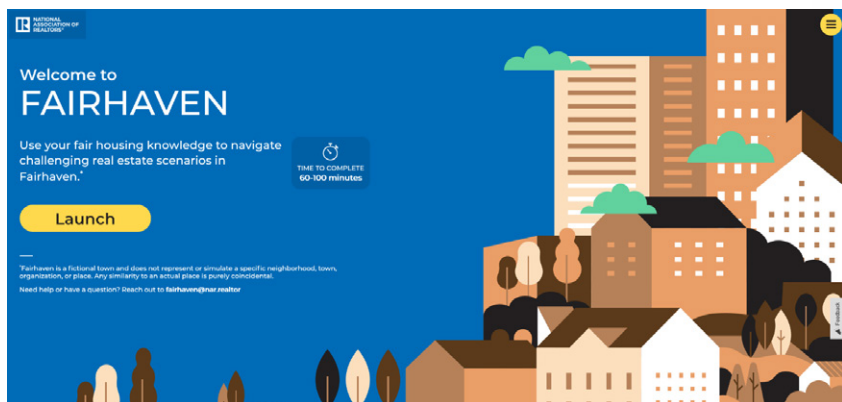 NATIONAL
ASSOCIATION OF
REALTORS®
Welcome to
FAIRHAVEN
Use your fair housing knowledge to navigate
challenging real estate scenarios in
Fairhaven.*
TIME TO COMPLETE
60-100 minutes
Launch
*Fairhaven is a fictional town and does not represent or simulate a specific neighborhood, town,
organization, or place. Any similarity to an actual place is purely coincidental.
Need help or have a question? Reach out to fairhaven@nar.realtor
Feedback